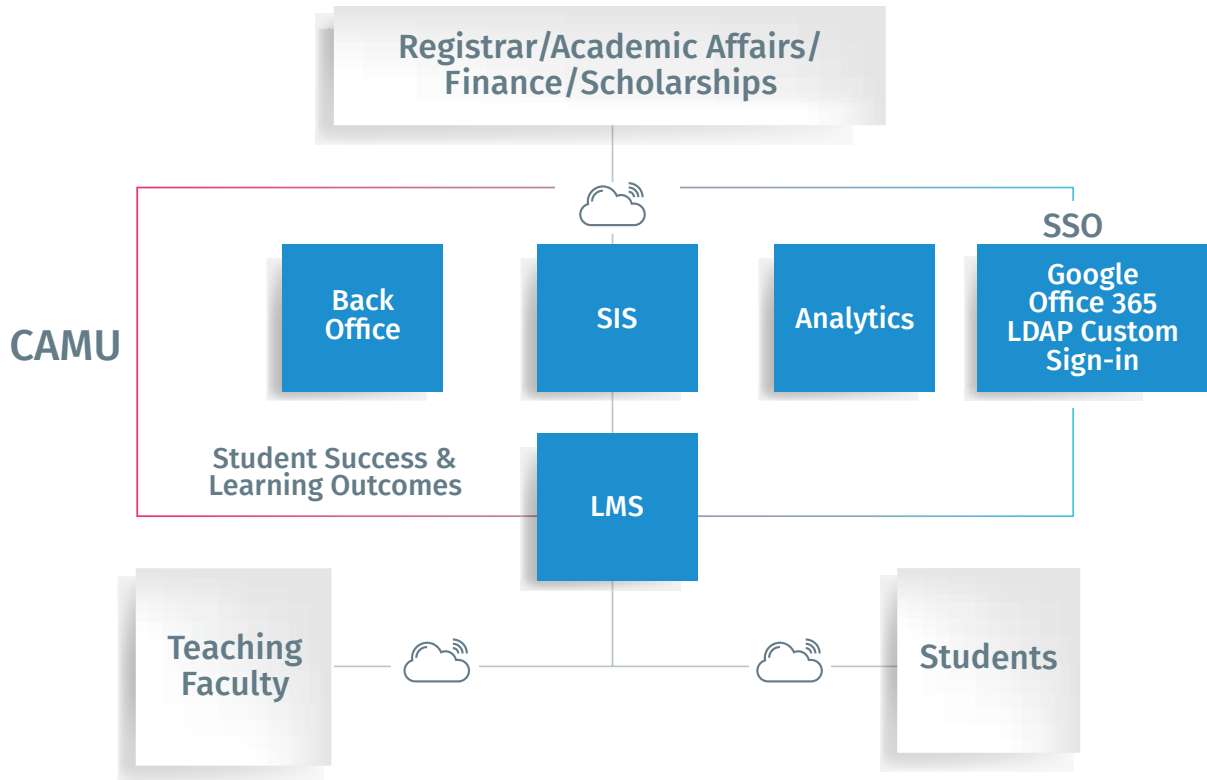 Registrar/Academic Affairs/
Finance/Scholarships
SSO
CAMU
Back
Office
SIS
Analytics
Google
Office 365
LDAP Custom
Sign-in
Student Success &
Learning Outcomes
LMS
Teaching
Faculty
Students